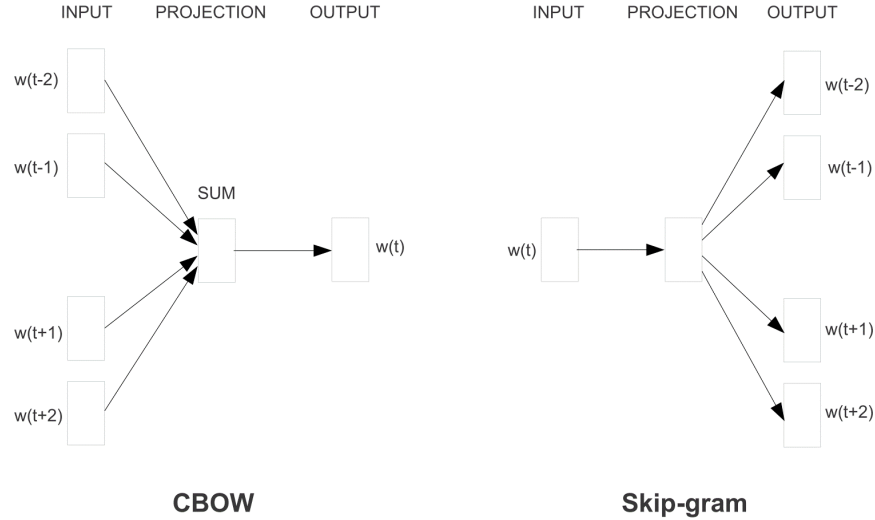 INPUT PROJECTION OUTPUT
w(t-2)
w(t-1)
SUM
w(t)
w(t+1)
w(t+2)
CBOW
INPUT PROJECTION OUTPUT
w(t-2)
w(t-1)
w(t)
w(t+1)
w(t+2)
Skip-gram